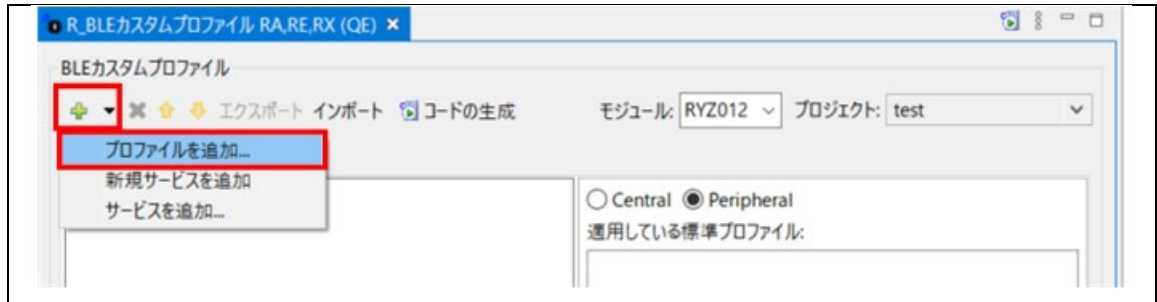 R_BLEカスタムプロファイル RA,RE,RX (QE)
BLEカスタムプロファイル
エクスポート インポート コードの生成 モジュール: RYZ012 プロジェクト: test
プロファイルを追加...
新規サービスを追加
サービスを追加...
Central Peripheral
適用している標準プロファイル: